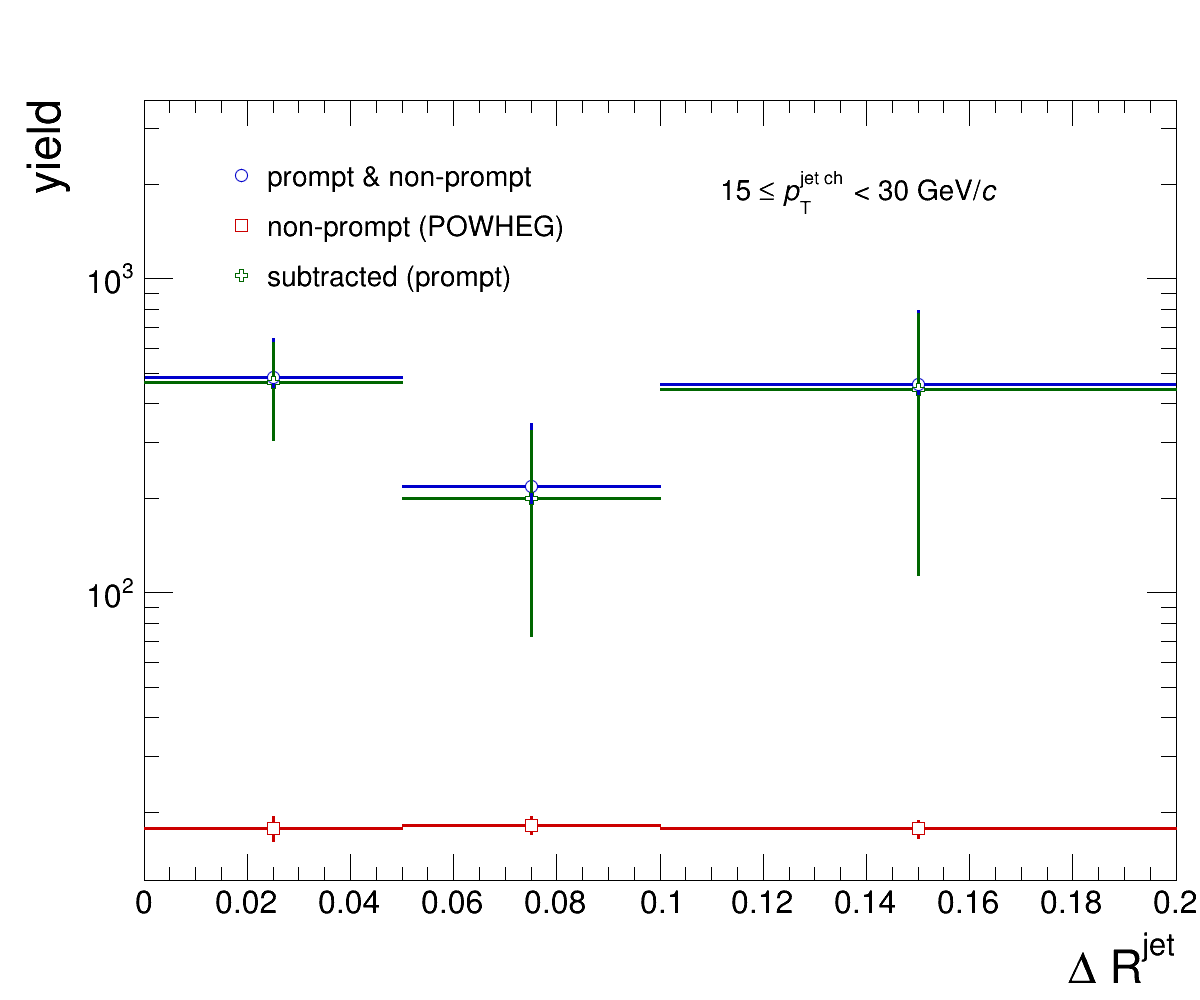 yield
prompt & non-prompt
non-prompt (POWHEG)
subtracted (prompt)
15 ≤ p_T^{jet ch} < 30 GeV/c
10^3
10^2
0 0.02 0.04 0.06 0.08 0.1 0.12 0.14 0.16 0.18 0.2
Δ R^{jet}